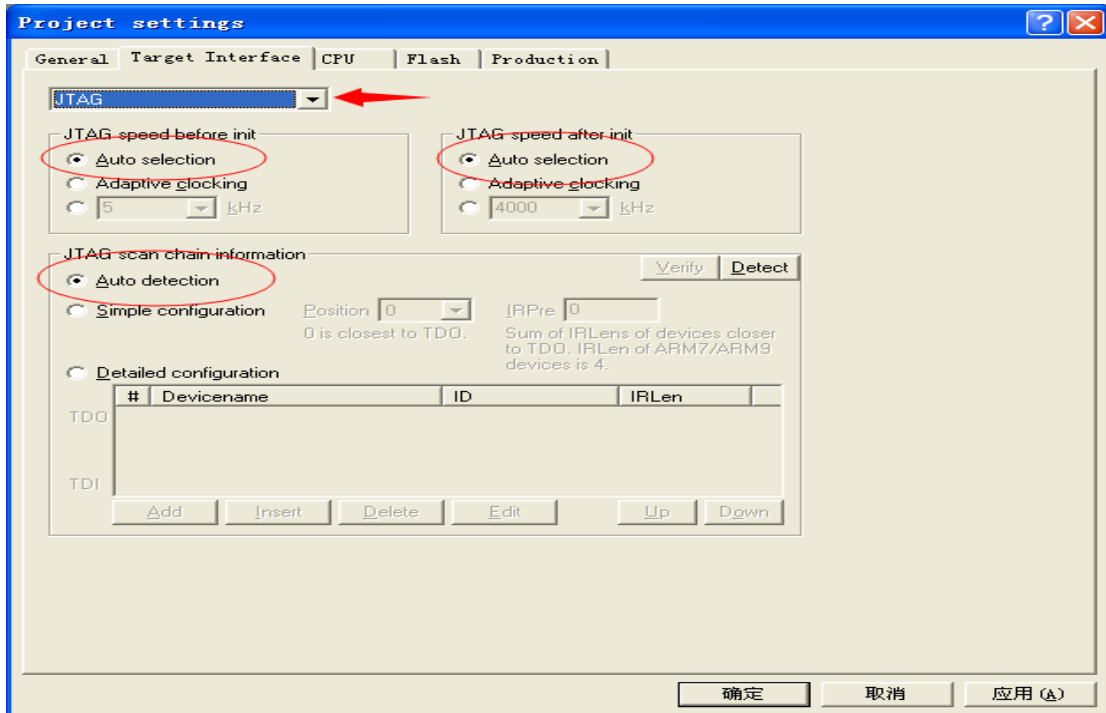 Project settings
General Target Interface CPU Flash Production
JTAG
JTAG speed before init JTAG speed after init
Auto selection Auto selection
Adaptive clocking Adaptive clocking
5 kHz 4000 kHz
JTAG scan chain information
Verify Detect
Auto detection
Simple configuration Position 0 IRPre 0
0 is closest to TDO. Sum of IRLens of devices closer
to TDO. IRLen of ARM7/ARM9
devices is 4.
Detailed configuration
# Devicename ID IRLen
TDO
TDI
Add Insert Delete Edit Up Down
确定 取消 应用(A)